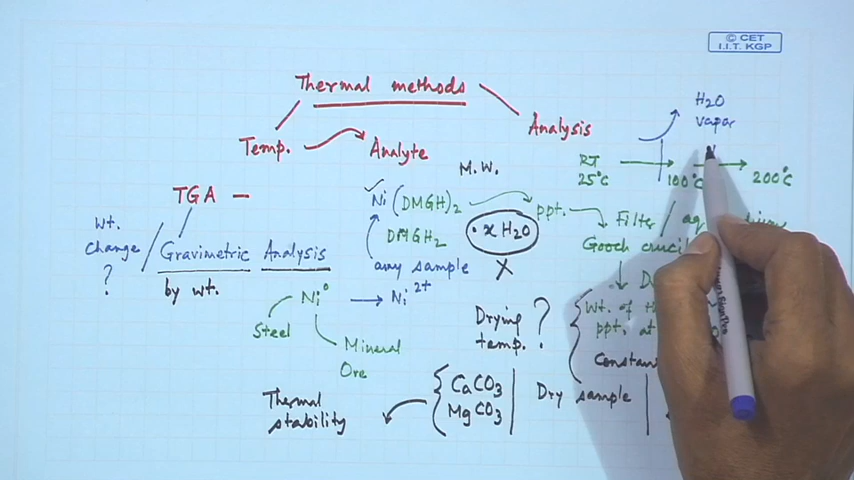 © CET
I.I.T. KGP
Thermal methods
Temp.
Analyte
Analysis
H2O
vapor
RT
25°C
100°C
200°C
M.W.
TGA –
wt.
change
?
Gravimetric Analysis
by wt.
Ni(DMGH)2
DMGH2
any sample
• x H2O
X
ppt.
Filter
Gooch
Ni°
Ni2+
Steel
Mineral
Ore
Drying
temp. ?
Wt. of
ppt. at
Constant
Thermal
stability
CaCO3
MgCO3
Dry sample